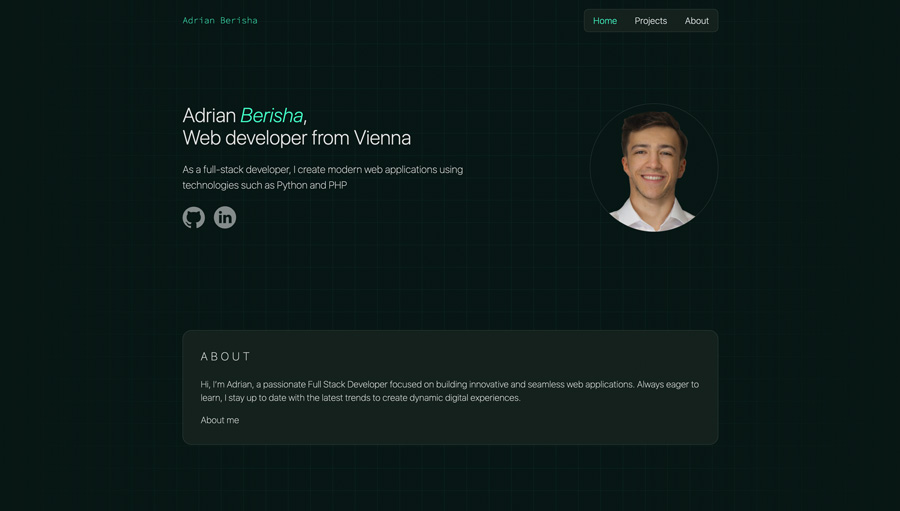 Adrian Berisha
Home Projects About
Adrian Berisha,
Web developer from Vienna
As a full-stack developer, I create modern web applications using
technologies such as Python and PHP
in
ABOUT
Hi, I'm Adrian, a passionate Full Stack Developer focused on building innovative and seamless web applications. Always eager to
learn, I stay up to date with the latest trends to create dynamic digital experiences.
About me